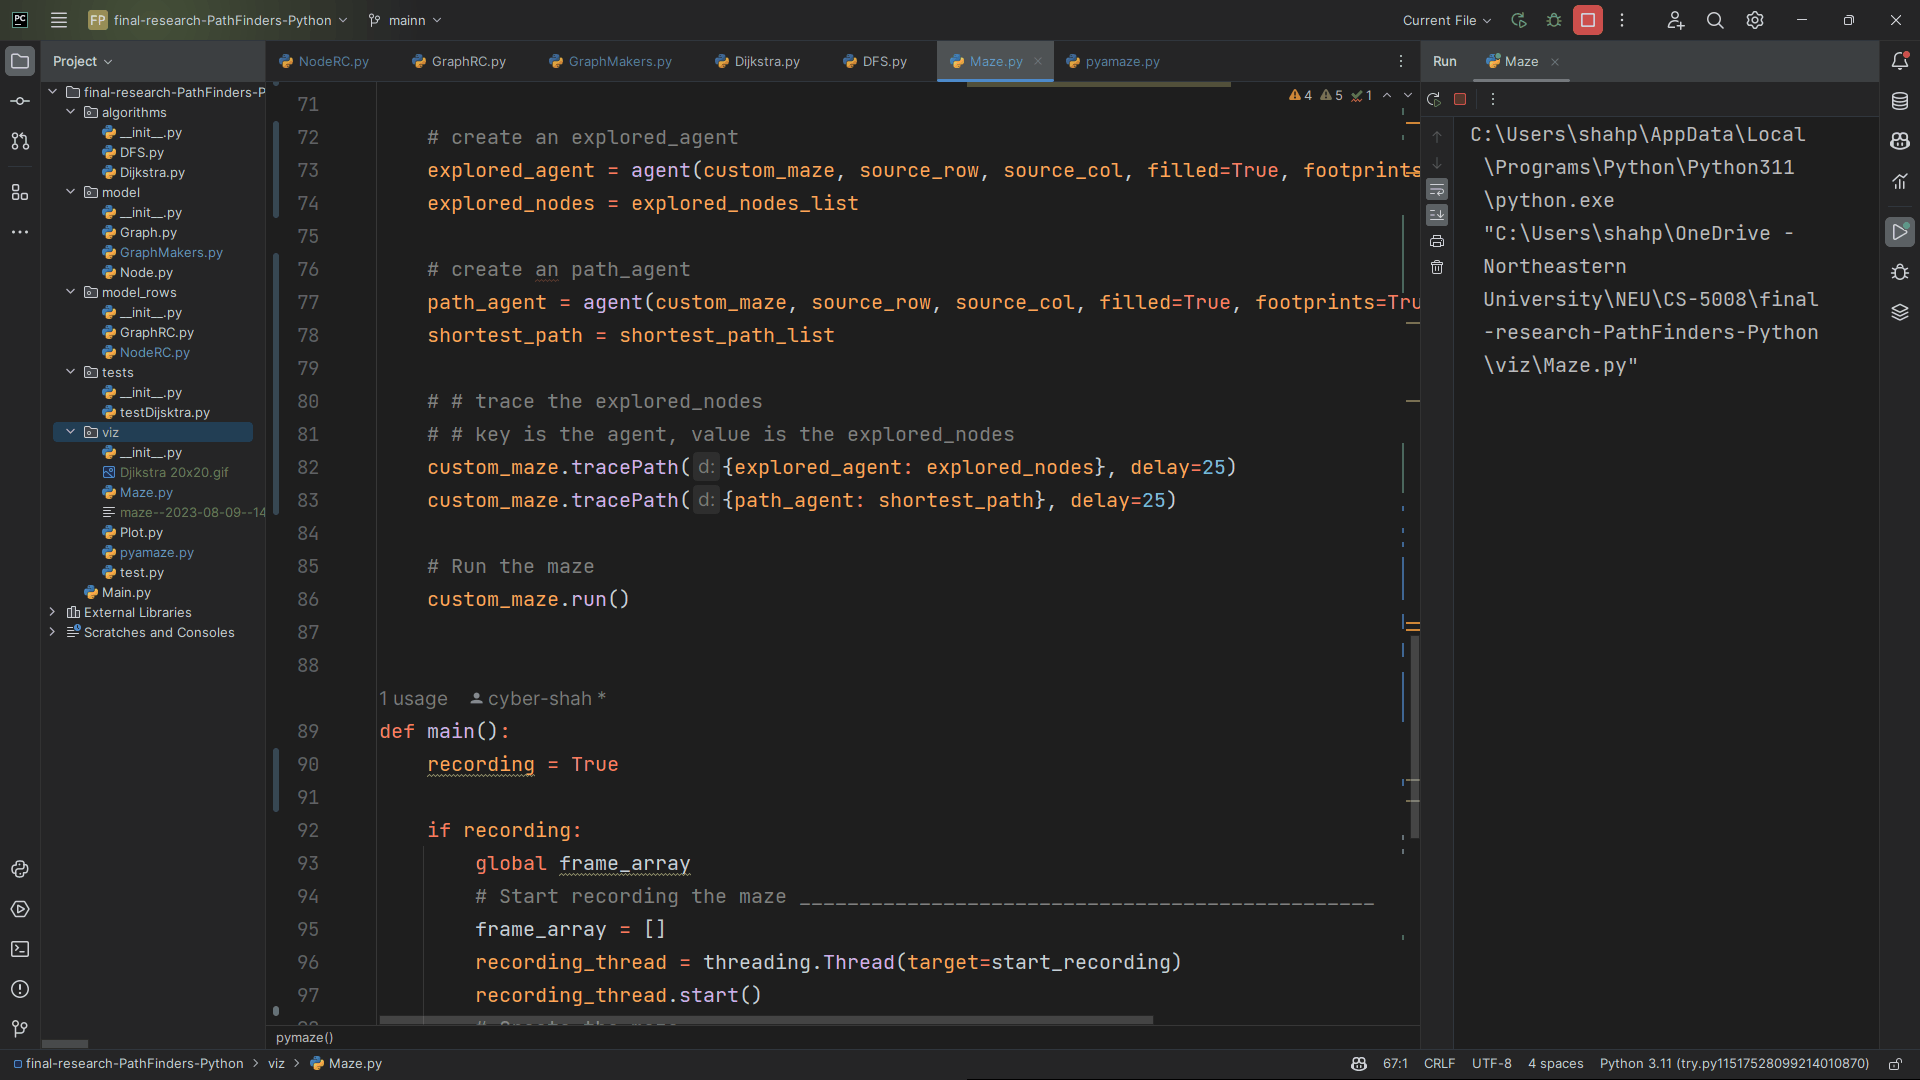 PC
FP final-research-PathFinders-Python
mainn
Current File
Project
NodeRC.py
GraphRC.py
GraphMakers.py
Dijkstra.py
DFS.py
Maze.py
pyamaze.py
Run
Maze
final-research-PathFinders-P
algorithms
__init__.py
DFS.py
Dijkstra.py
model
__init__.py
Graph.py
GraphMakers.py
Node.py
model_rows
__init__.py
GraphRC.py
NodeRC.py
tests
__init__.py
testDijsktra.py
viz
__init__.py
Djikstra 20x20.gif
Maze.py
maze--2023-08-09--14
Plot.py
pyamaze.py
test.py
Main.py
External Libraries
Scratches and Consoles
4 5 1
71
72 # create an explored_agent
73 explored_agent = agent(custom_maze, source_row, source_col, filled=True, footprints
74 explored_nodes = explored_nodes_list
75
76 # create an path_agent
77 path_agent = agent(custom_maze, source_row, source_col, filled=True, footprints=Tru
78 shortest_path = shortest_path_list
79
80 # # trace the explored_nodes
81 # # key is the agent, value is the explored_nodes
82 custom_maze.tracePath( d: {explored_agent: explored_nodes}, delay=25)
83 custom_maze.tracePath( d: {path_agent: shortest_path}, delay=25)
84
85 # Run the maze
86 custom_maze.run()
87
88
1 usage cyber-shah *
89 def main():
90 recording = True
91
92 if recording:
93 global frame_array
94 # Start recording the maze ________________________________________________
95 frame_array = []
96 recording_thread = threading.Thread(target=start_recording)
97 recording_thread.start()
pymaze()
C:\Users\shahp\AppData\Local
\Programs\Python\Python311
\python.exe
"C:\Users\shahp\OneDrive -
Northeastern
University\NEU\CS-5008\final
-research-PathFinders-Python
\viz\Maze.py"
final-research-PathFinders-Python > viz > Maze.py
67:1 CRLF UTF-8 4 spaces Python 3.11 (try.py11517528099214010870)